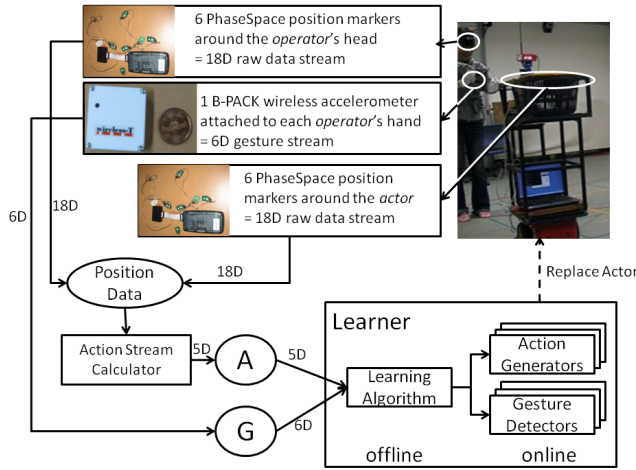 6 PhaseSpace position markers
around the operator's head
= 18D raw data stream
1 B-PACK wireless accelerometer
attached to each operator's hand
= 6D gesture stream
6 PhaseSpace position
markers around the actor
= 18D raw data stream
6D
18D
18D
Position
Data
Replace Actor
Action Stream
Calculator
5D
A
5D
G
6D
Learner
Learning
Algorithm
Action
Generators
Gesture
Detectors
offline
online